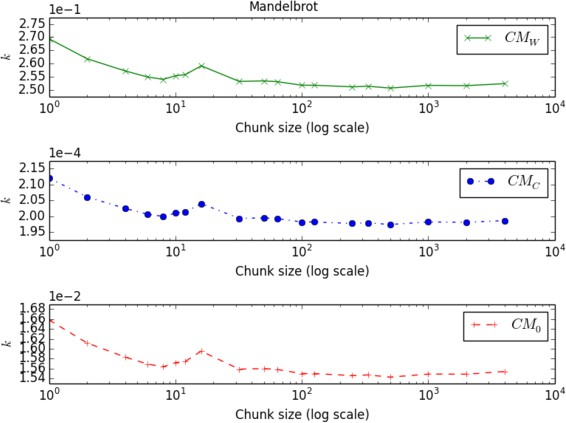 Mandelbrot
1e−1
2.75
2.70
2.65
2.60
2.55
2.50
k
CM_W
10^0 10^1 10^2 10^3 10^4
Chunk size (log scale)
1e−4
2.15
2.10
2.05
2.00
1.95
k
CM_C
10^0 10^1 10^2 10^3 10^4
Chunk size (log scale)
1e−2
1.68
1.66
1.64
1.62
1.60
1.58
1.56
1.54
k
CM_0
10^0 10^1 10^2 10^3 10^4
Chunk size (log scale)